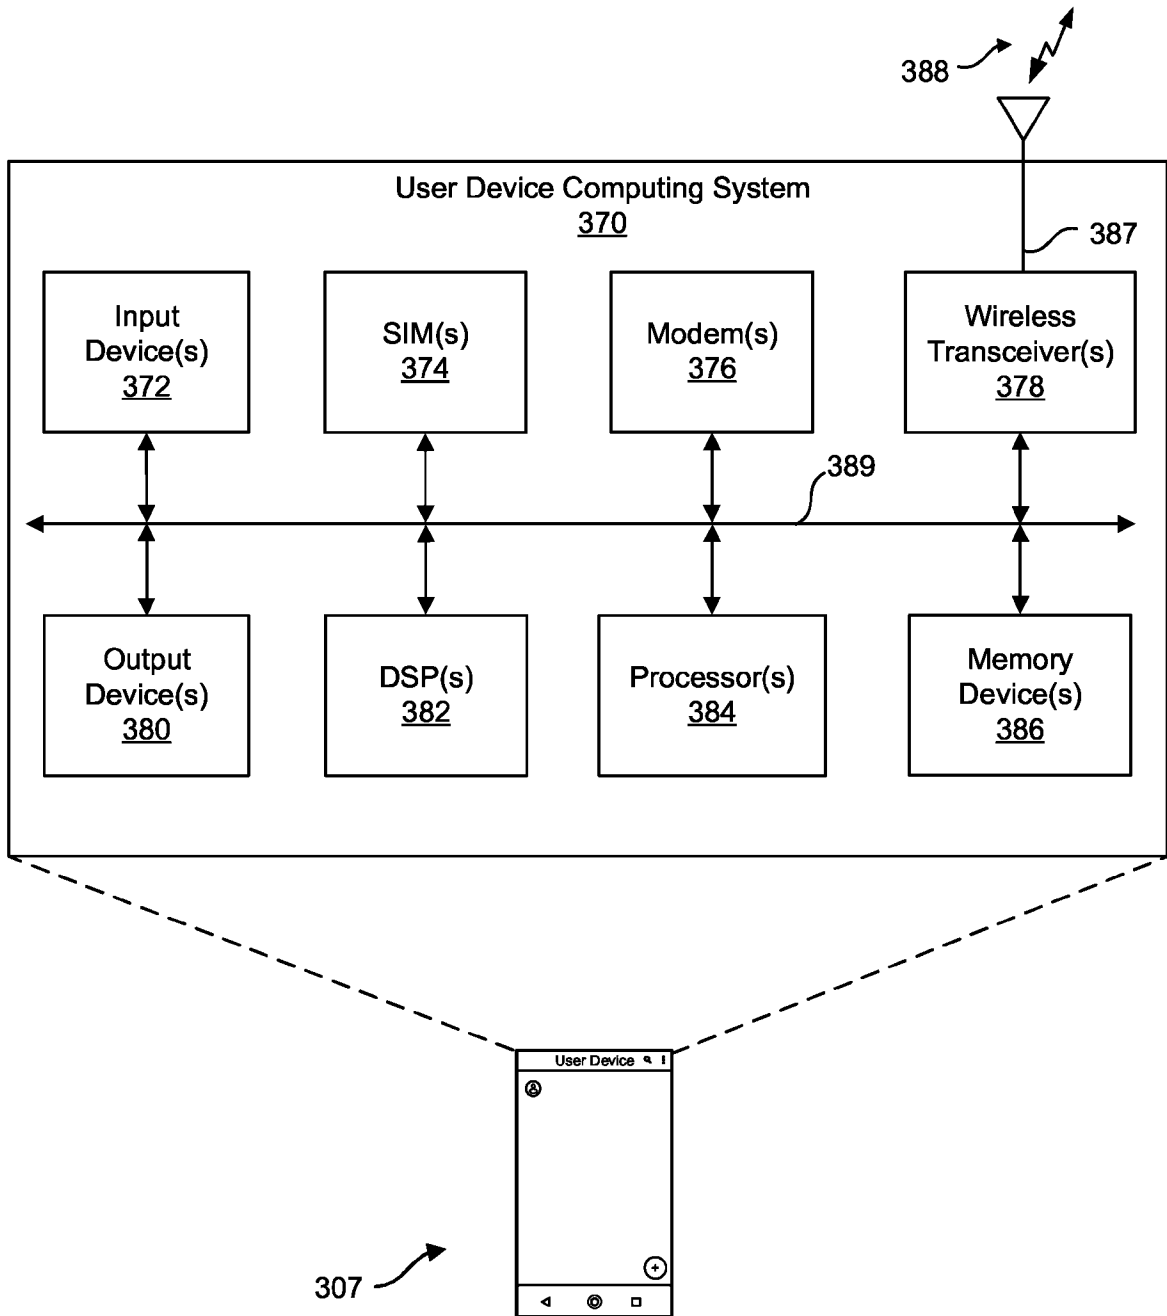 388
User Device Computing System
370
387
Input
Device(s)
372
SIM(s)
374
Modem(s)
376
Wireless
Transceiver(s)
378
389
Output
Device(s)
380
DSP(s)
382
Processor(s)
384
Memory
Device(s)
386
User Device
307